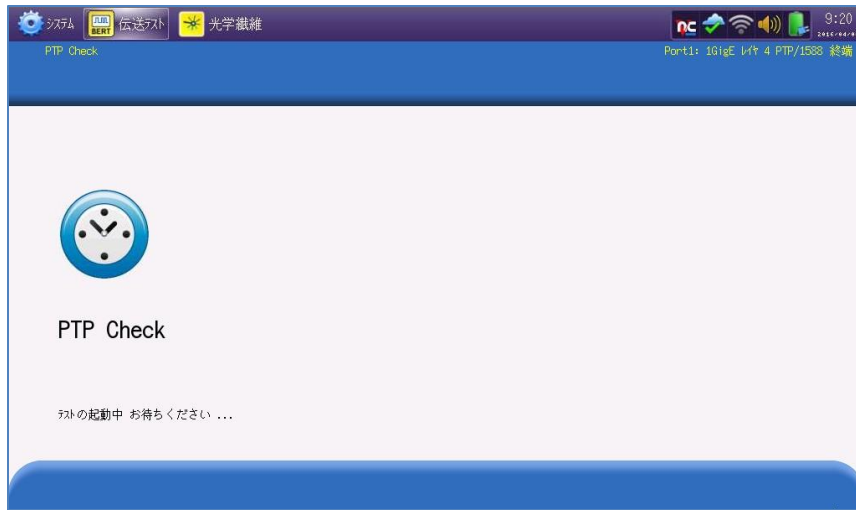 ｼｽﾃﾑ BERT 伝送ﾃｽﾄ 光学繊維 nc 9:20
PTP Check Port1: 1GigE ﾚｲﾔ 4 PTP/1588 終端
PTP Check
ﾃｽﾄの起動中 お待ちください ...